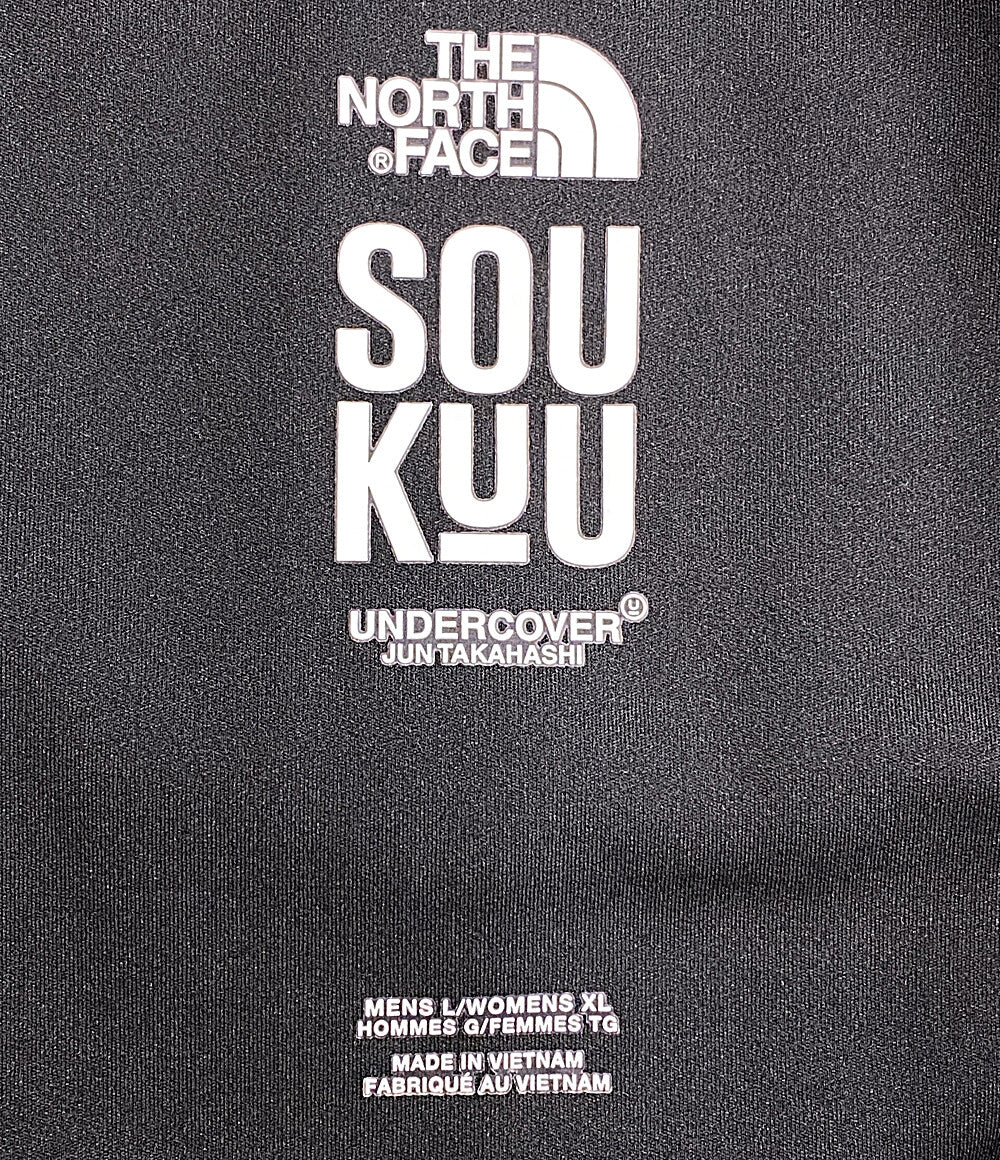 THE
NORTH
®FACE
SOU
KUU
UNDERCOVER
JUN TAKAHASHI
MENS L/WOMENS XL
HOMMES G/FEMMES TG
MADE IN VIETNAM
FABRIQUÉ AU VIETNAM